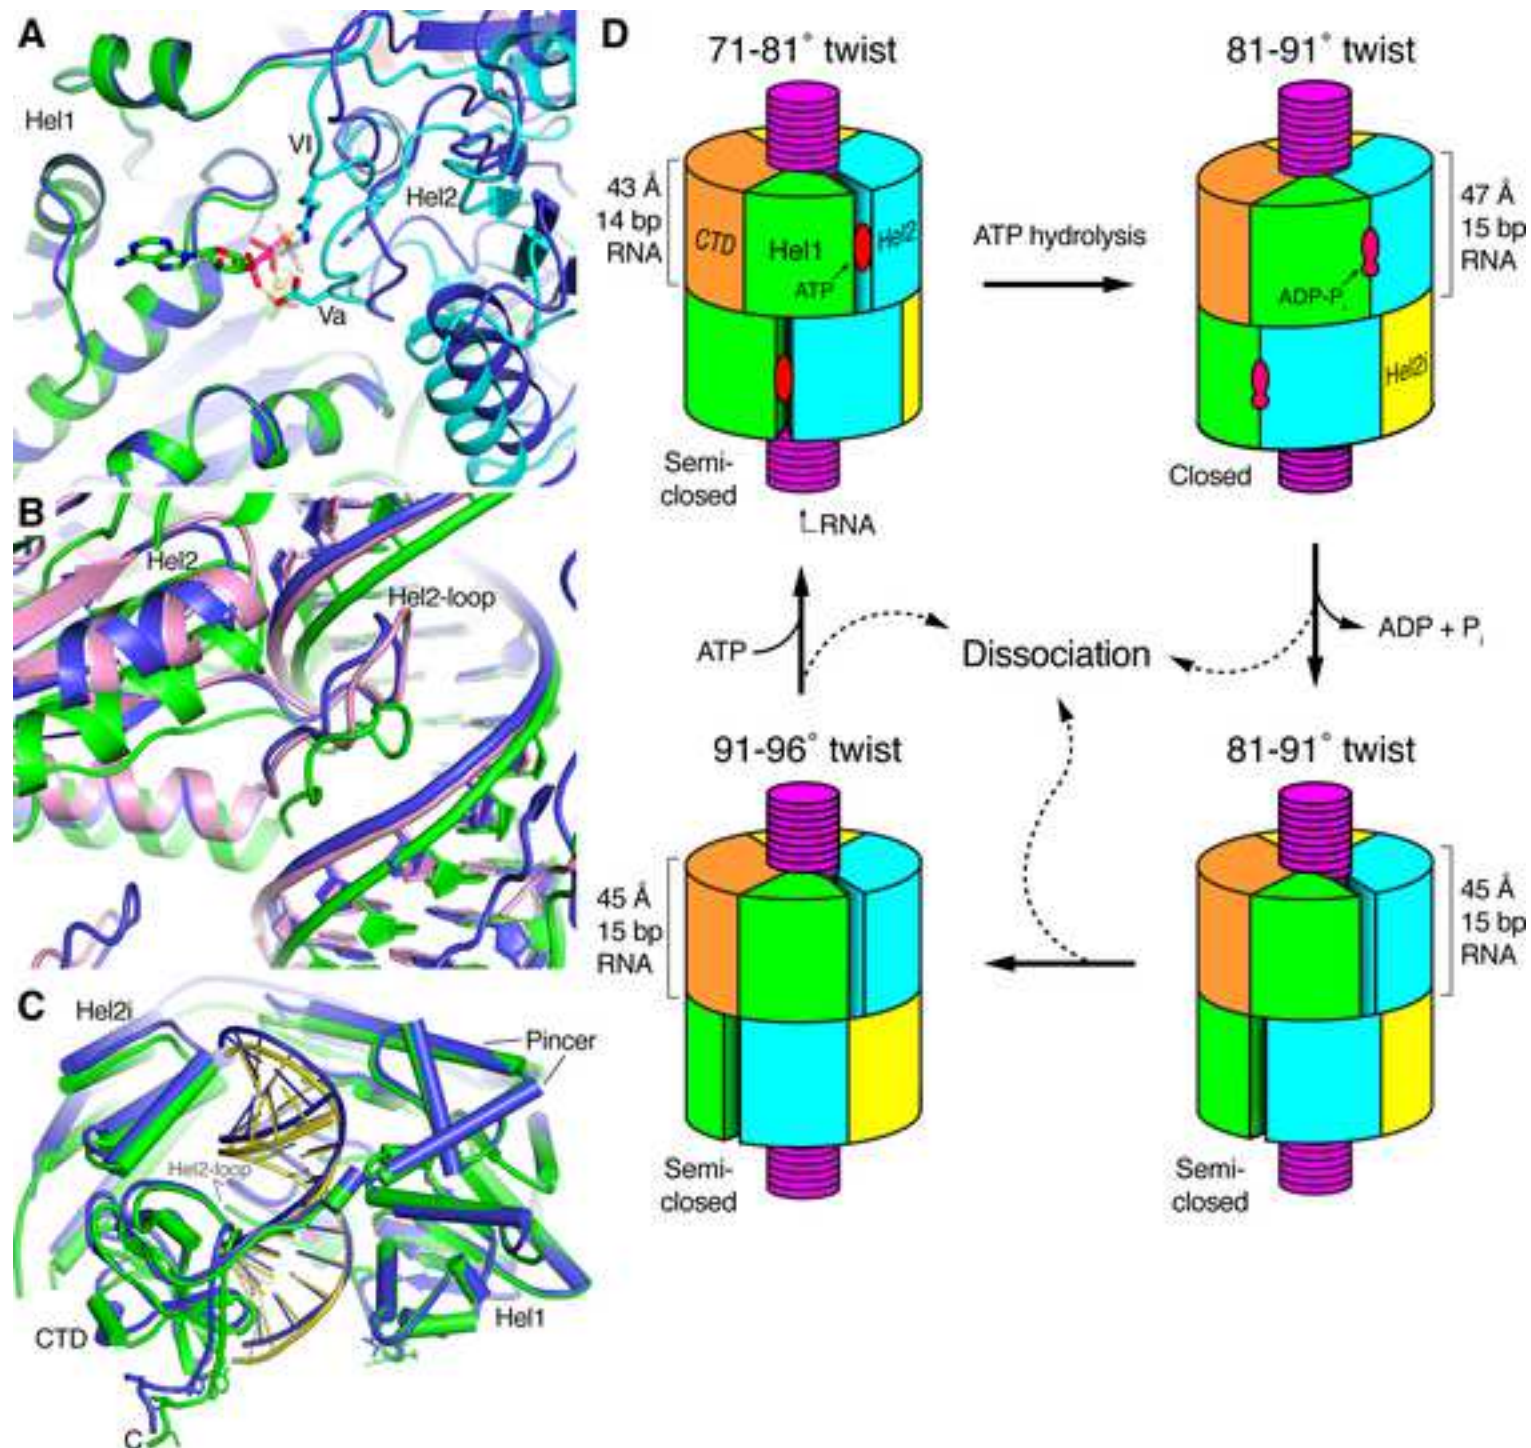 A
Hel1
VI
Hel2
Va
B
Hel2
Hel2-loop
C
Hel2i
Pincer
Hel2-loop
Hel1
CTD
C
D
71-81° twist
43 Å
14 bp
RNA
CTD
Hel1
Hel2
ATP
Semi-
closed
RNA
ATP hydrolysis
81-91° twist
47 Å
15 bp
RNA
ADP-Pi
Hel2i
Closed
ATP
Dissociation
ADP + Pi
91-96° twist
45 Å
15 bp
RNA
Semi-
closed
81-91° twist
45 Å
15 bp
RNA
Semi-
closed